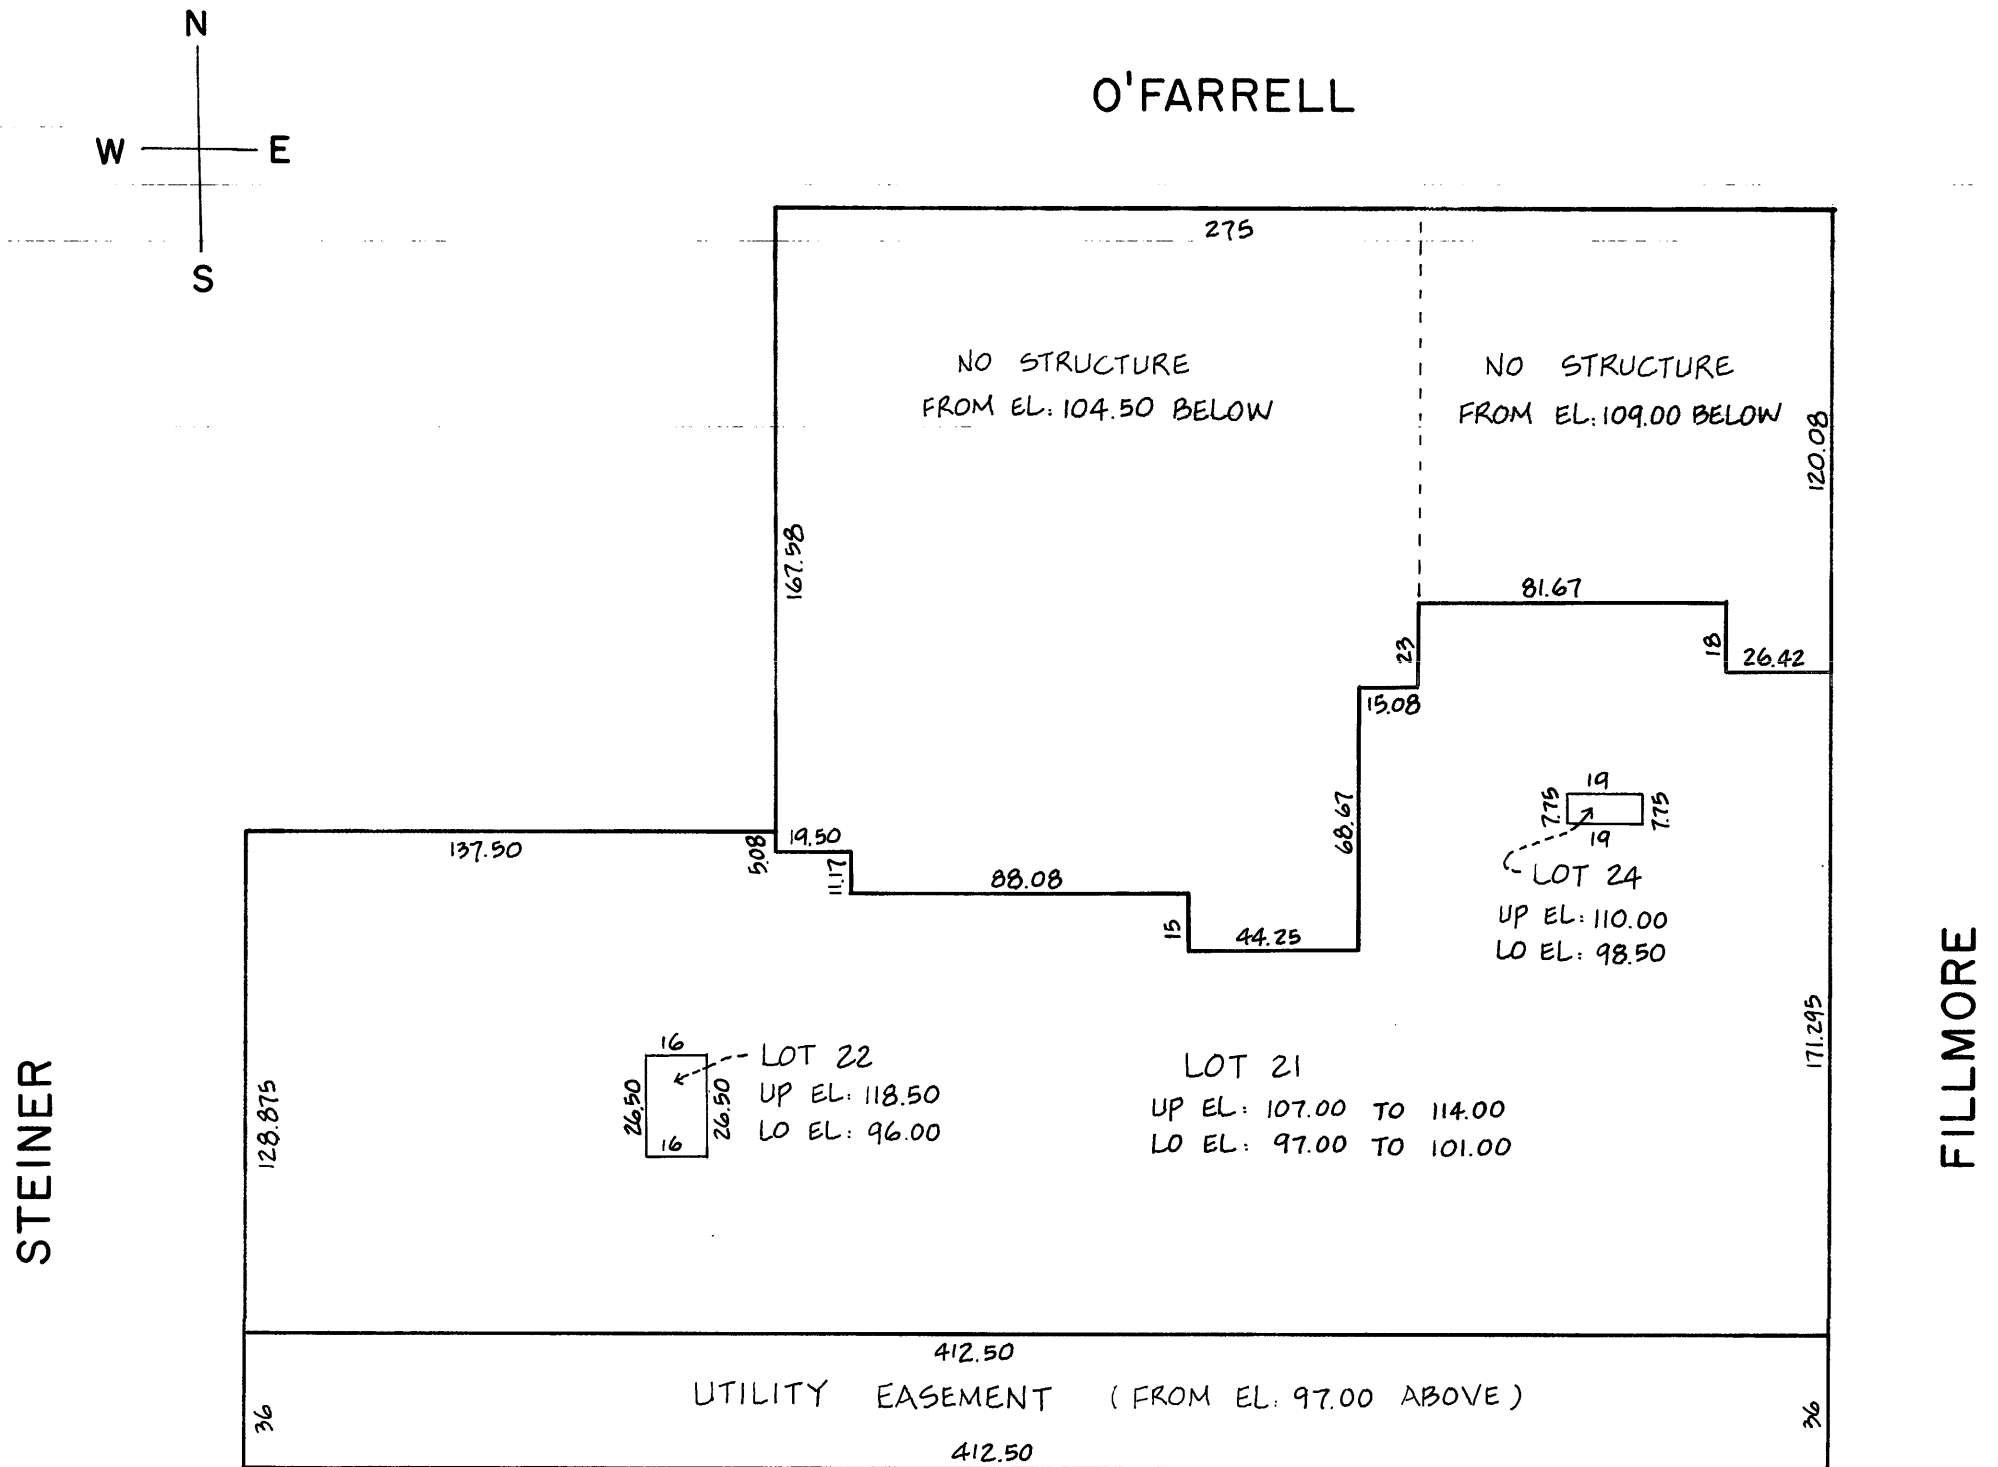 N
W E
S
O'FARRELL
275
NO STRUCTURE
FROM EL: 104.50 BELOW
NO STRUCTURE
FROM EL: 109.00 BELOW
120.08
167.58
81.67
23
18
26.42
15.08
68.67
19
7.75
7.75
19
LOT 24
UP EL: 110.00
LO EL: 98.50
137.50
5.08
19.50
11.17
88.08
15
44.25
STEINER
128.875
16
26.50
26.50
16
LOT 22
UP EL: 118.50
LO EL: 96.00
LOT 21
UP EL: 107.00 TO 114.00
LO EL: 97.00 TO 101.00
171.295
FILLMORE
412.50
36
UTILITY EASEMENT (FROM EL: 97.00 ABOVE)
36
412.50